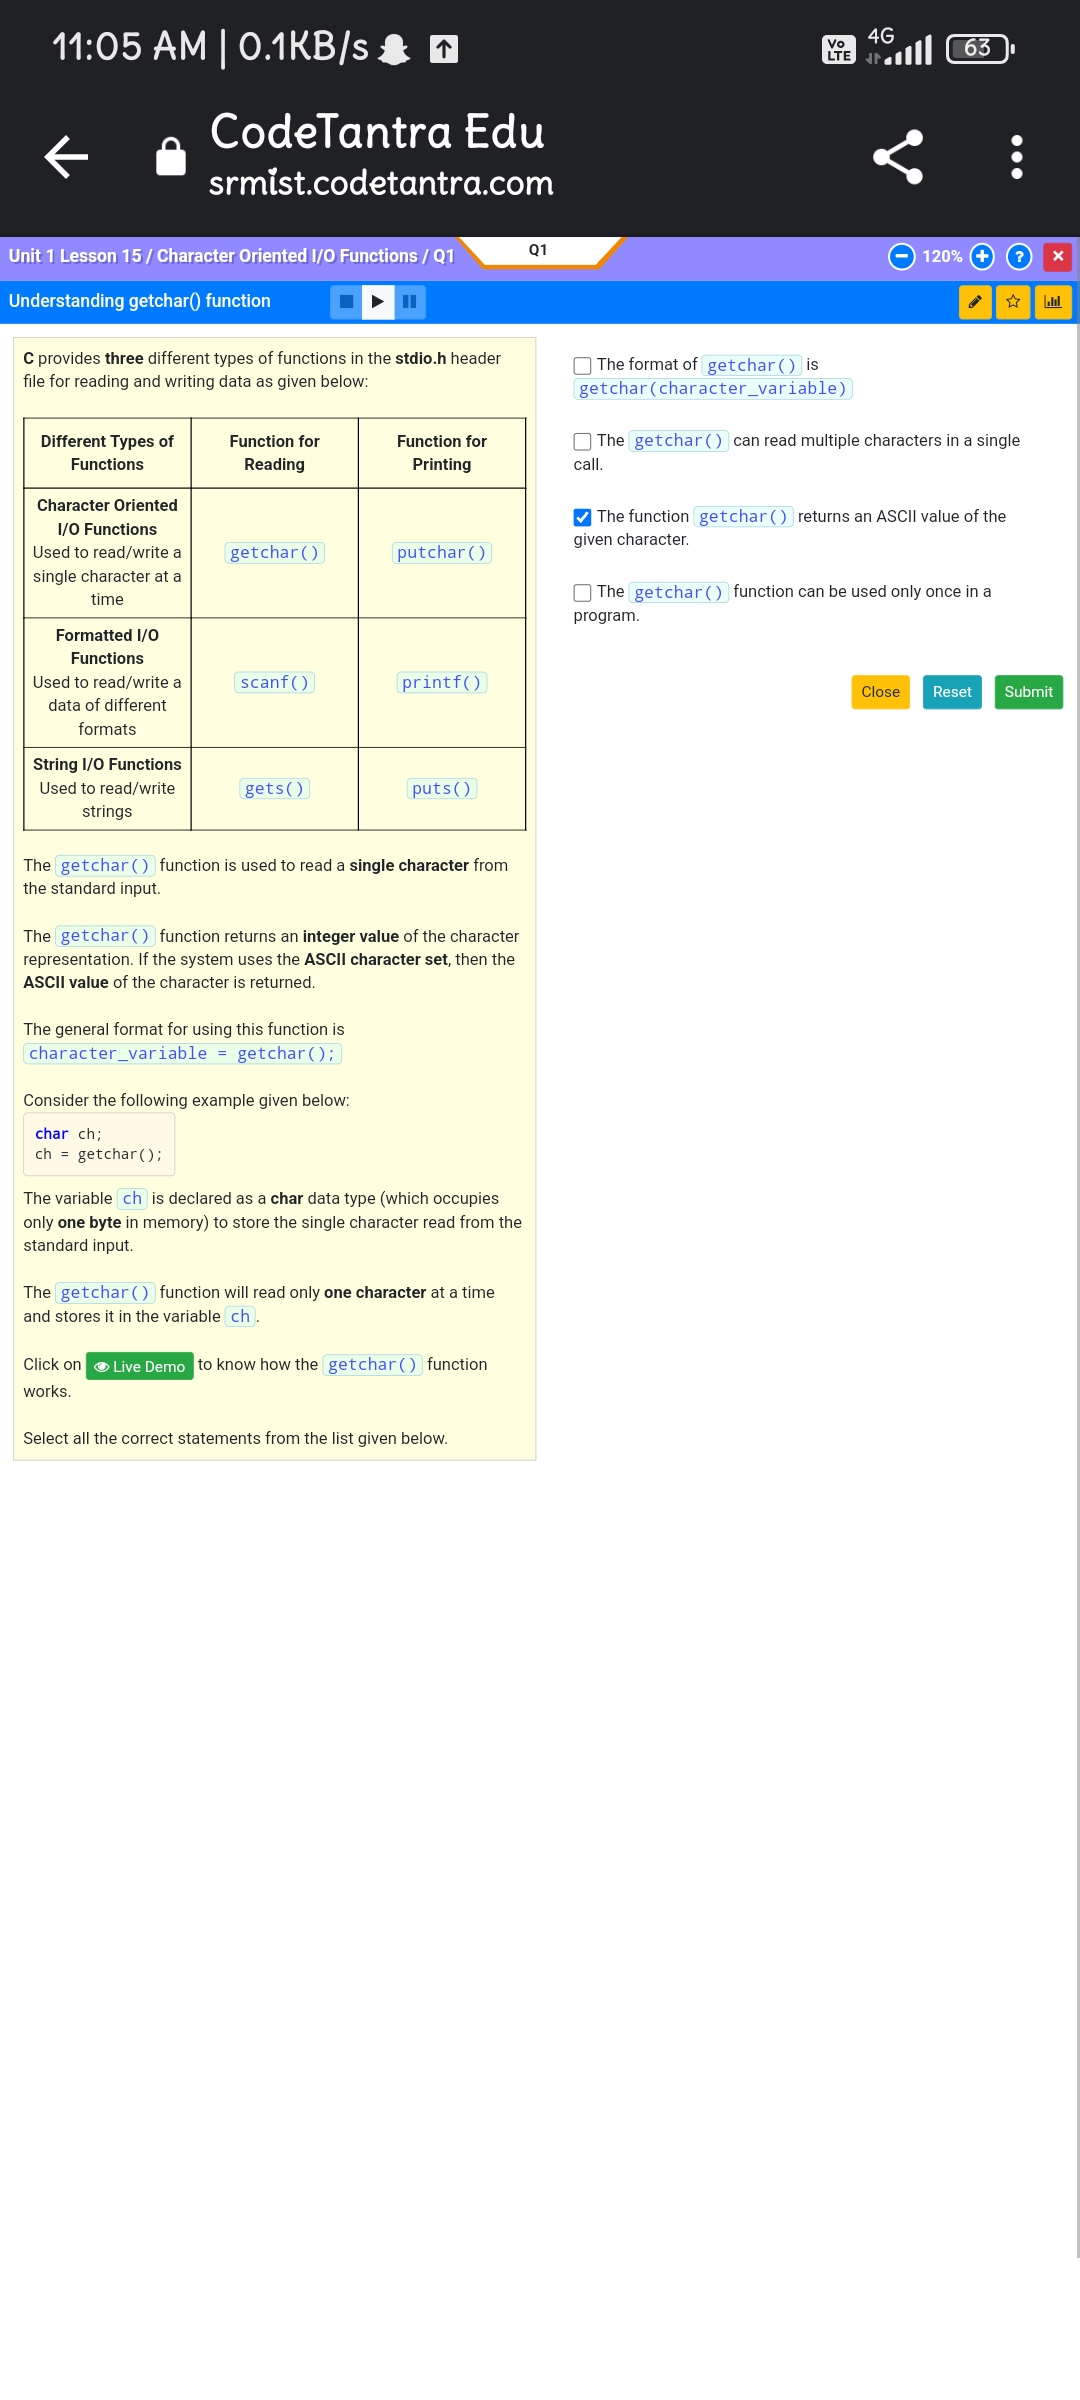 11:05 AM | 0.1KB/s
Vo LTE
4G
63
CodeTantra Edu
srmist.codetantra.com
Unit 1 Lesson 15 / Character Oriented I/O Functions / Q1
Q1
120%
?
Understanding getchar() function
C provides three different types of functions in the stdio.h header
file for reading and writing data as given below:
Different Types of Functions
Function for Reading
Function for Printing
Character Oriented
I/O Functions
Used to read/write a
single character at a
time
getchar()
putchar()
Formatted I/O
Functions
Used to read/write a
data of different
formats
scanf()
printf()
String I/O Functions
Used to read/write
strings
gets()
puts()
The getchar() function is used to read a single character from
the standard input.
The getchar() function returns an integer value of the character
representation. If the system uses the ASCII character set, then the
ASCII value of the character is returned.
The general format for using this function is
character_variable = getchar();
Consider the following example given below:
char ch;
ch = getchar();
The variable ch is declared as a char data type (which occupies
only one byte in memory) to store the single character read from the
standard input.
The getchar() function will read only one character at a time
and stores it in the variable ch.
Click on Live Demo to know how the getchar() function
works.
Select all the correct statements from the list given below.
The format of getchar() is
getchar(character_variable)
The getchar() can read multiple characters in a single
call.
The function getchar() returns an ASCII value of the
given character.
The getchar() function can be used only once in a
program.
Close
Reset
Submit